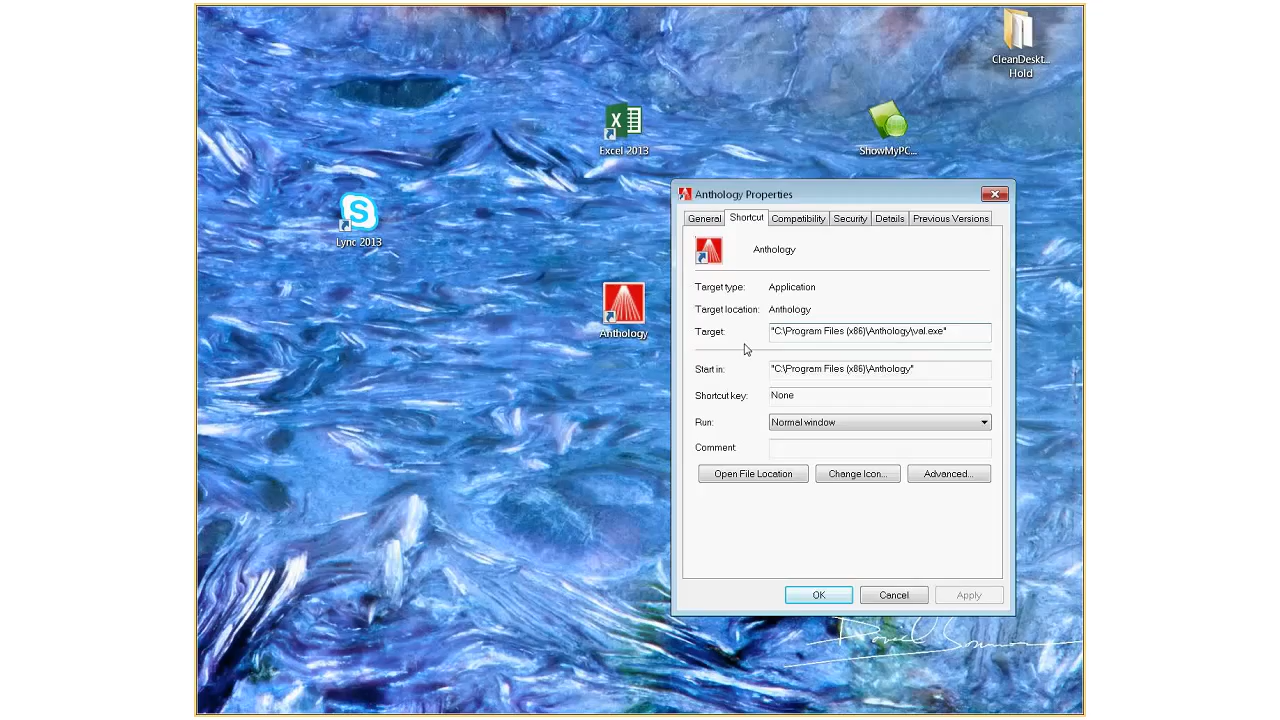 CleanDeskt...
Hold
Excel 2013
ShowMyPC...
Lync 2013
Anthology
Anthology Properties
General Shortcut Compatibility Security Details Previous Versions
Anthology
Target type: Application
Target location: Anthology
Target: "C:\Program Files (x86)\Anthology\val.exe"
Start in: "C:\Program Files (x86)\Anthology"
Shortcut key: None
Run: Normal window
Comment:
Open File Location Change Icon... Advanced...
OK Cancel Apply